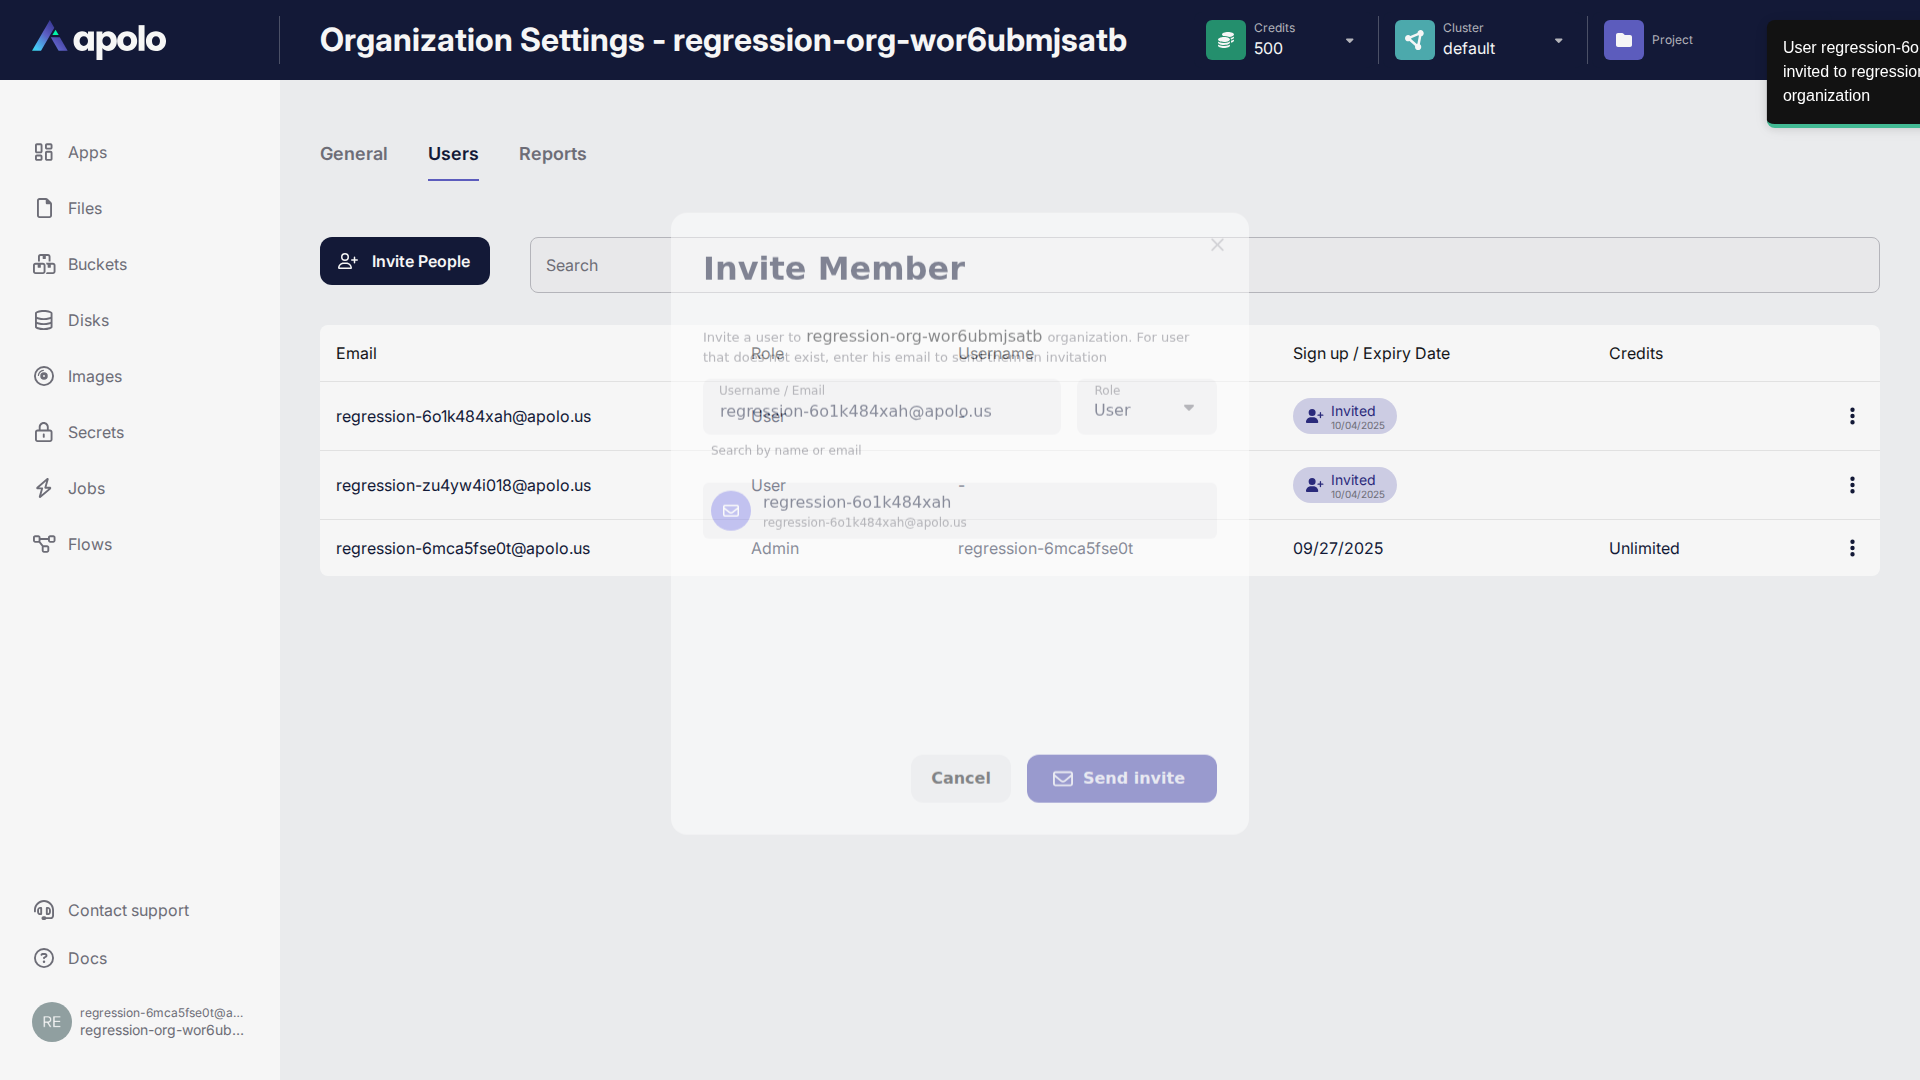 apolo
Organization Settings - regression-org-wor6ubmjsatb
Credits
500
Cluster
default
Project
User regression-6o
invited to regression
organization
Apps
Files
Buckets
Disks
Images
Secrets
Jobs
Flows
Contact support
Docs
RE
regression-6mca5fse0t@a...
regression-org-wor6ub...
General
Users
Reports
Invite People
Search
Email
Role
Username
Sign up / Expiry Date
Credits
regression-6o1k484xah@apolo.us
User
-
Invited
10/04/2025
regression-zu4yw4i018@apolo.us
User
-
Invited
10/04/2025
regression-6mca5fse0t@apolo.us
Admin
regression-6mca5fse0t
09/27/2025
Unlimited
Invite Member
Invite a user to regression-org-wor6ubmjsatb organization. For user
that does not exist, enter his email to send them an invitation
Username / Email
regression-6o1k484xah@apolo.us
Role
User
Search by name or email
regression-6o1k484xah
regression-6o1k484xah@apolo.us
Cancel
Send invite